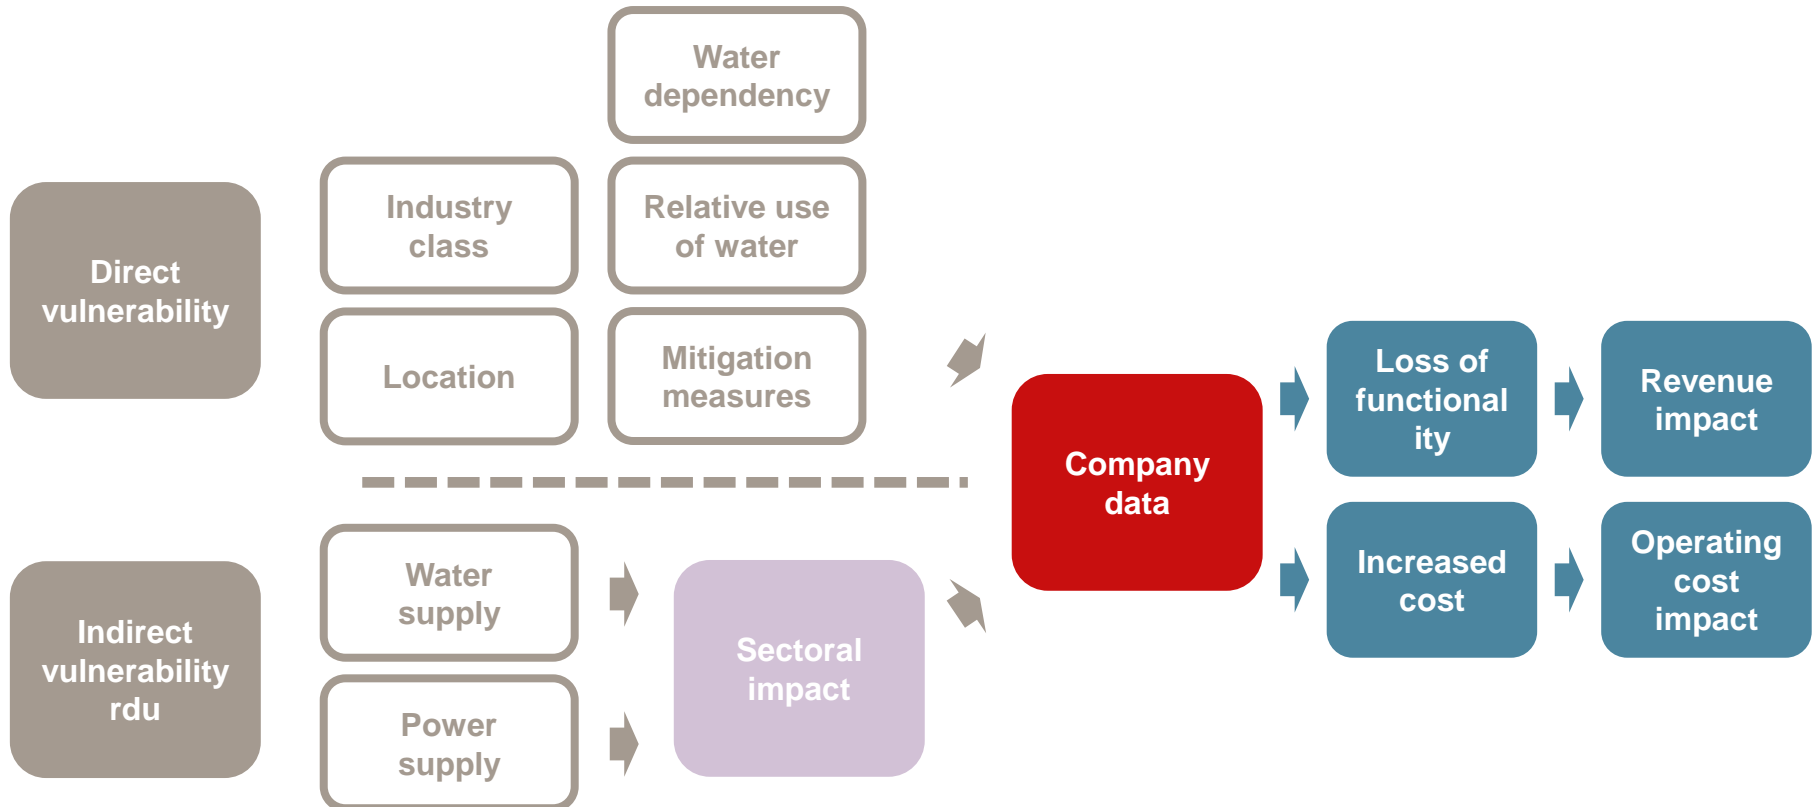 Direct
vulnerability
Industry
class
Location
Water
dependency
Relative use
of water
Mitigation
measures
Indirect
vulnerability
rdu
Water
supply
Power
supply
Sectoral
impact
Company
data
Loss of
functional
ity
Revenue
impact
Increased
cost
Operating
cost
impact